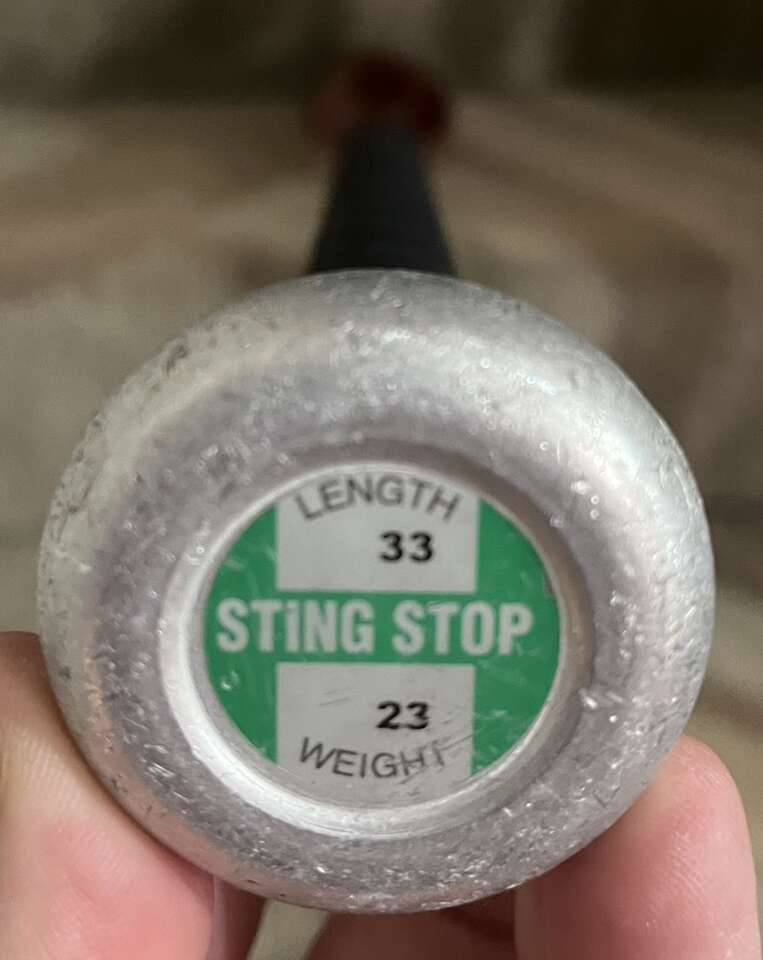 LENGTH
33
STiNG STOP
23
WEIGHT